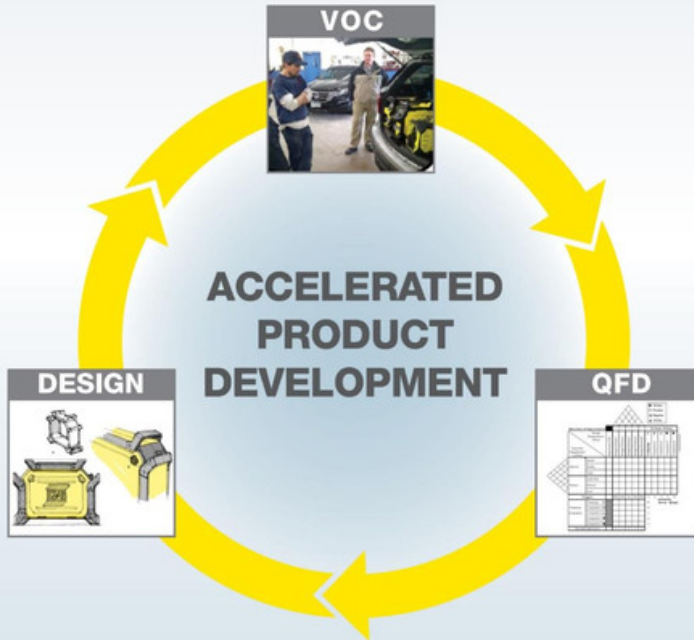 VOC
ACCELERATED
PRODUCT
DEVELOPMENT
DESIGN
QFD